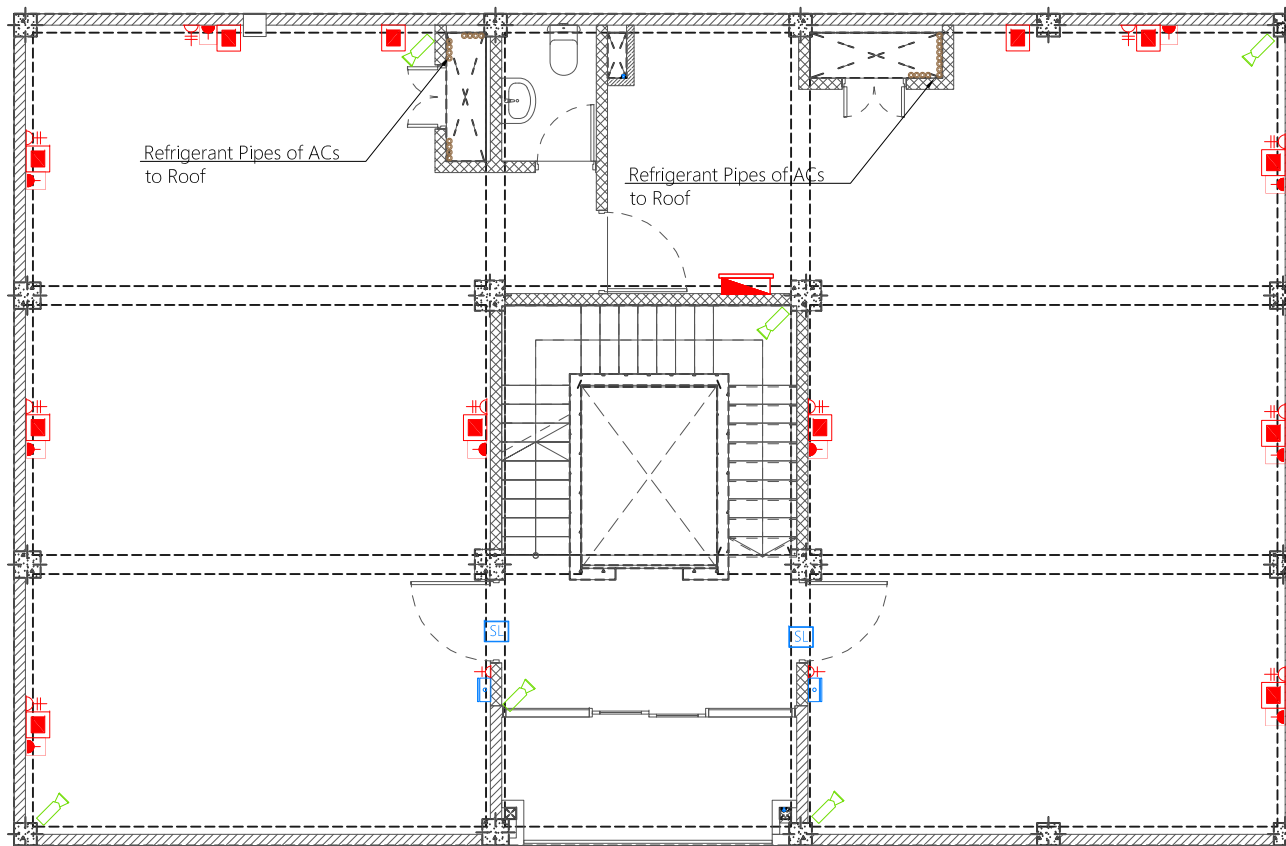 Refrigerant Pipes of ACs
to Roof
Refrigerant Pipes of ACs
to Roof
SL
SL